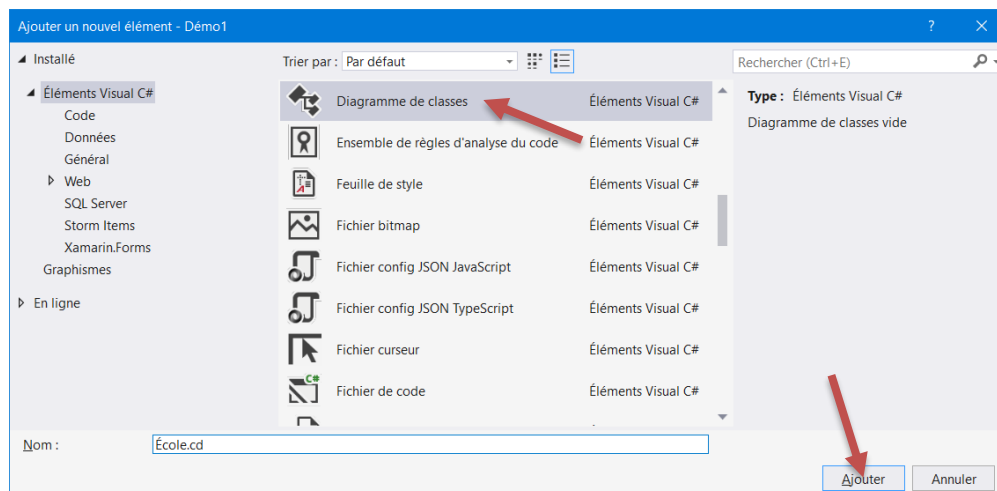 Ajouter un nouvel élément - Démo1 ?
Installé
Éléments Visual C#
Code
Données
Général
Web
SQL Server
Storm Items
Xamarin.Forms
Graphismes
En ligne
Trier par : Par défaut
Diagramme de classes Éléments Visual C#
Ensemble de règles d'analyse du code Éléments Visual C#
Feuille de style Éléments Visual C#
Fichier bitmap Éléments Visual C#
Fichier config JSON JavaScript Éléments Visual C#
Fichier config JSON TypeScript Éléments Visual C#
Fichier curseur Éléments Visual C#
C#
Fichier de code Éléments Visual C#
Rechercher (Ctrl+E)
Type : Éléments Visual C#
Diagramme de classes vide
Nom : École.cd
Ajouter Annuler